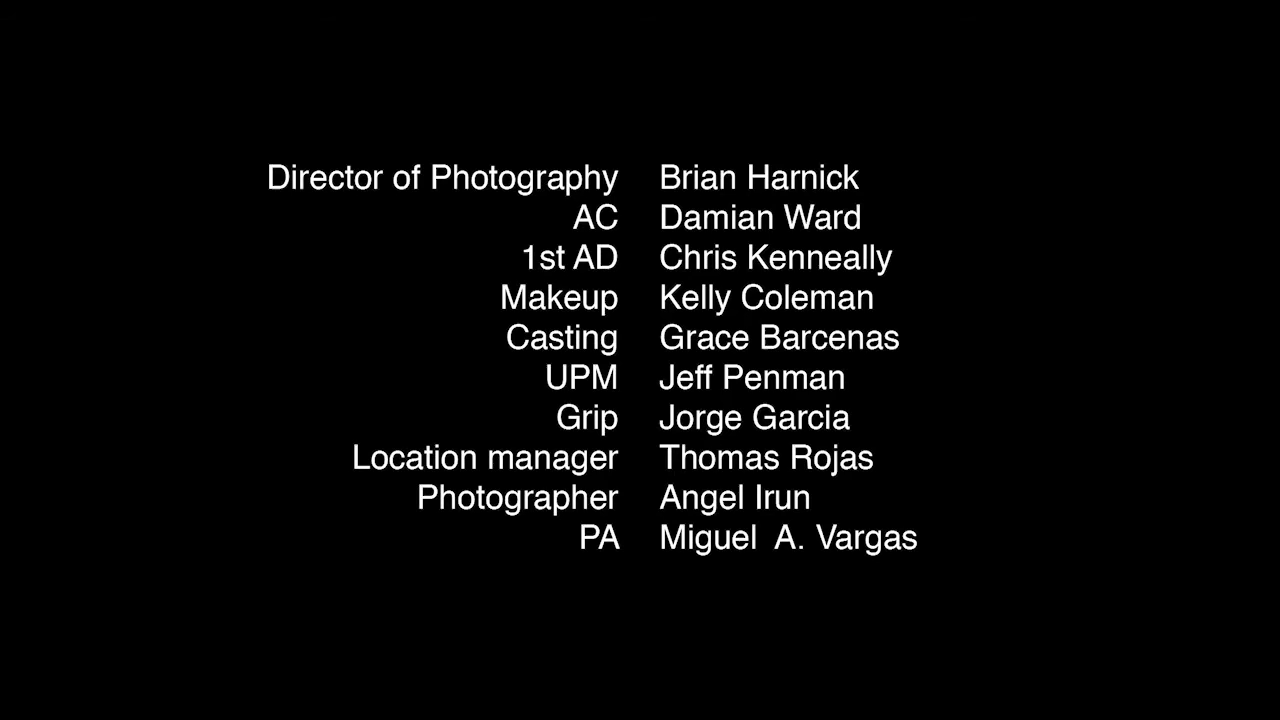 Director of Photography Brian Harnick
AC Damian Ward
1st AD Chris Kenneally
Makeup Kelly Coleman
Casting Grace Barcenas
UPM Jeff Penman
Grip Jorge Garcia
Location manager Thomas Rojas
Photographer Angel Irun
PA Miguel  A. Vargas